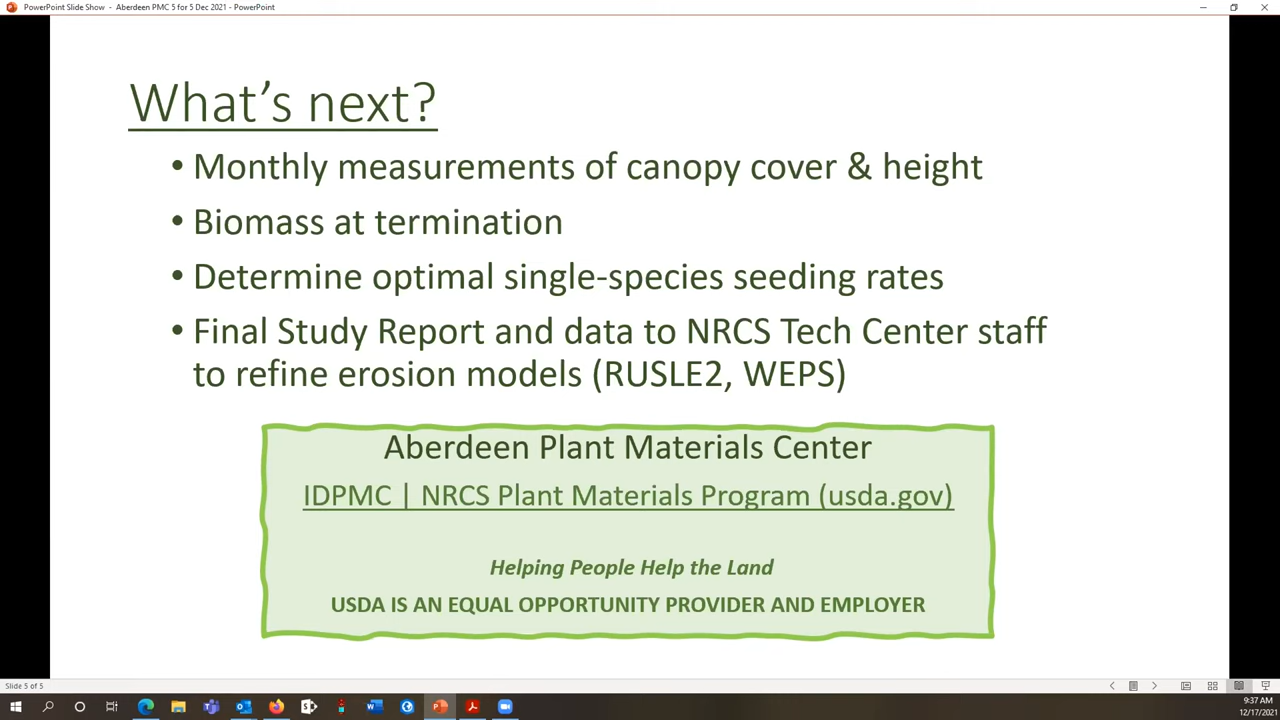 PowerPoint Slide Show - Aberdeen PMC 5 for 5 Dec 2021 - PowerPoint
What's next?
• Monthly measurements of canopy cover & height
• Biomass at termination
• Determine optimal single-species seeding rates
• Final Study Report and data to NRCS Tech Center staff
to refine erosion models (RUSLE2, WEPS)
Aberdeen Plant Materials Center
IDPMC | NRCS Plant Materials Program (usda.gov)
Helping People Help the Land
USDA IS AN EQUAL OPPORTUNITY PROVIDER AND EMPLOYER
Slide 5 of 5
9:37 AM
12/17/2021